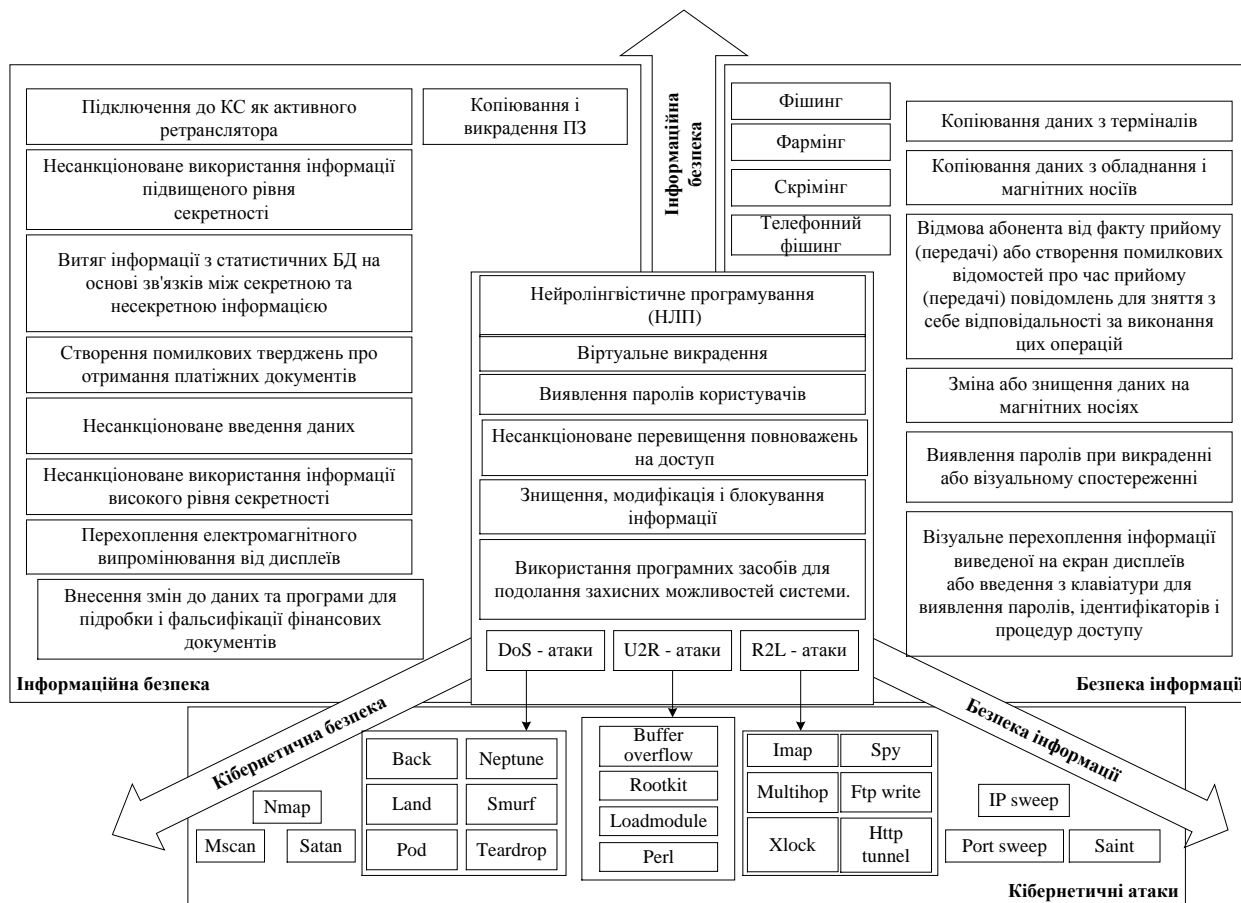 Підключення до КС як активного
ретранслятора
Несанкціоноване використання інформації
підвищеного рівня
секретності
Витяг інформації з статистичних БД на
основі зв'язків між секретною та
несекретною інформацією
Створення помилкових тверджень про
отримання платіжних документів
Несанкціоноване введення даних
Несанкціоноване використання інформації
високого рівня секретності
Перехоплення електромагнітного
випромінювання від дисплеїв
Внесення змін до даних та програми для
підробки і фальсифікації фінансових
документів
Інформаційна безпека
Копіювання і
викрадення ПЗ
Інформаційна
безпека
Фішинг
Фармінг
Скрімінг
Телефонний
фішинг
Копіювання даних з терміналів
Копіювання даних з обладнання і
магнітних носіїв
Відмова абонента від факту прийому
(передачі) або створення помилкових
відомостей про час прийому
(передачі) повідомлень для зняття з
себе відповідальності за виконання
цих операцій
Зміна або знищення даних на
магнітних носіях
Виявлення паролів при викраденні
або візуальному спостереженні
Візуальне перехоплення інформації
виведеної на екран дисплеїв
або введення з клавіатури для
виявлення паролів, ідентифікаторів і
процедур доступу
Безпека інформації
Нейролінгвістичне програмування
(НЛП)
Віртуальне викрадення
Виявлення паролів користувачів
Несанкціоноване перевищення повноважень
на доступ
Знищення, модифікація і блокування
інформації
Використання програмних засобів для
подолання захисних можливостей системи.
DoS - атаки
U2R - атаки
R2L - атаки
Кібернетична безпека
Безпека інформації
Nmap
Mscan
Satan
Back
Neptune
Land
Smurf
Pod
Teardrop
Buffer
overflow
Rootkit
Loadmodule
Perl
Imap
Spy
Multihop
Ftp write
Xlock
Http
tunnel
IP sweep
Port sweep
Saint
Кібернетичні атаки